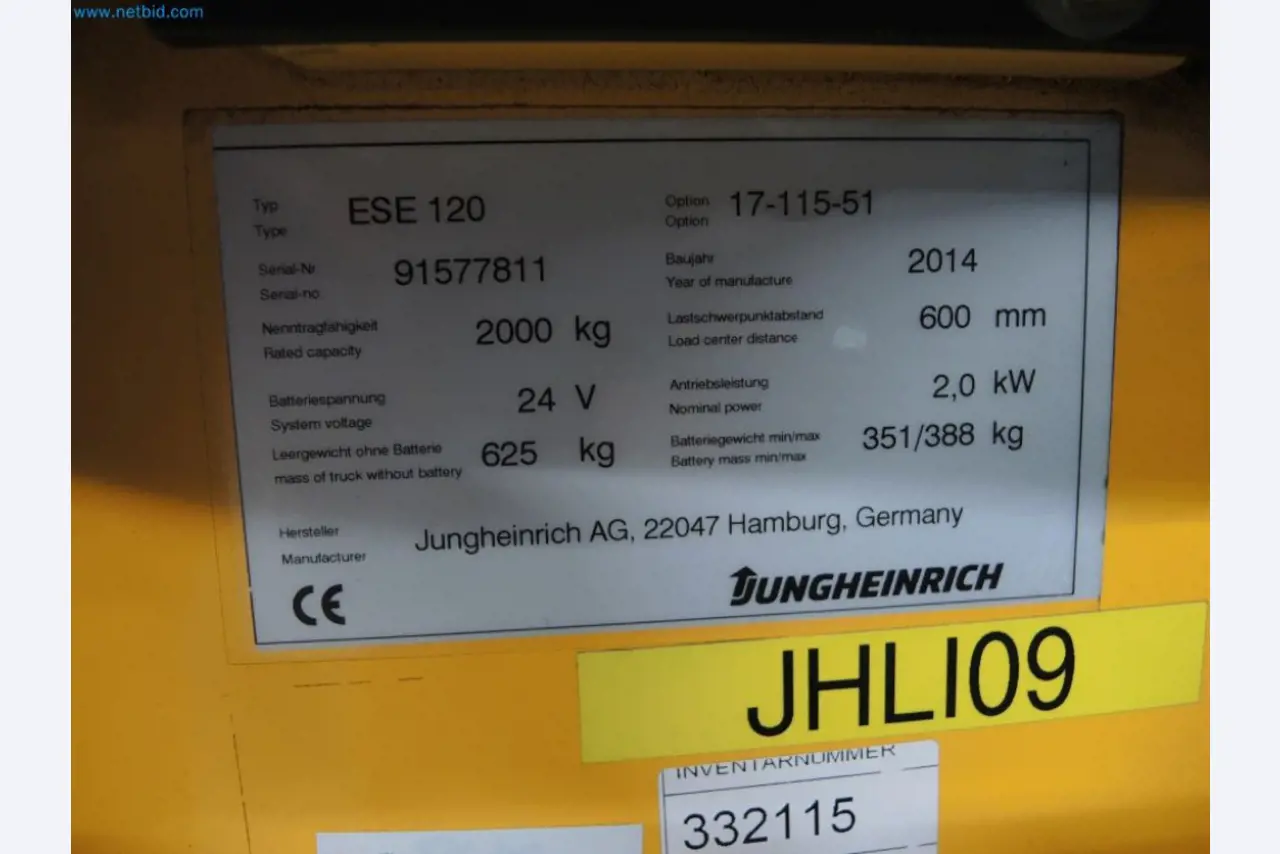 www.netbid.com
Typ
Type
ESE 120
Option
Option
17-115-51
Serial-Nr.
Serial-no.
91577811
Baujahr
Year of manufacture
2014
Nenntragfähigkeit
Rated capacity
2000 kg
Lastschwerpunktabstand
Load center distance
600 mm
Batteriespannung
System voltage
24 V
Antriebsleistung
Nominal power
2,0 kW
Leergewicht ohne Batterie
mass of truck without battery
625 kg
Batteriegewicht min/max
Battery mass min/max
351/388 kg
Hersteller
Manufacturer
Jungheinrich AG, 22047 Hamburg, Germany
CE
JUNGHEINRICH
JHLI09
INVENTARNUMMER
332115